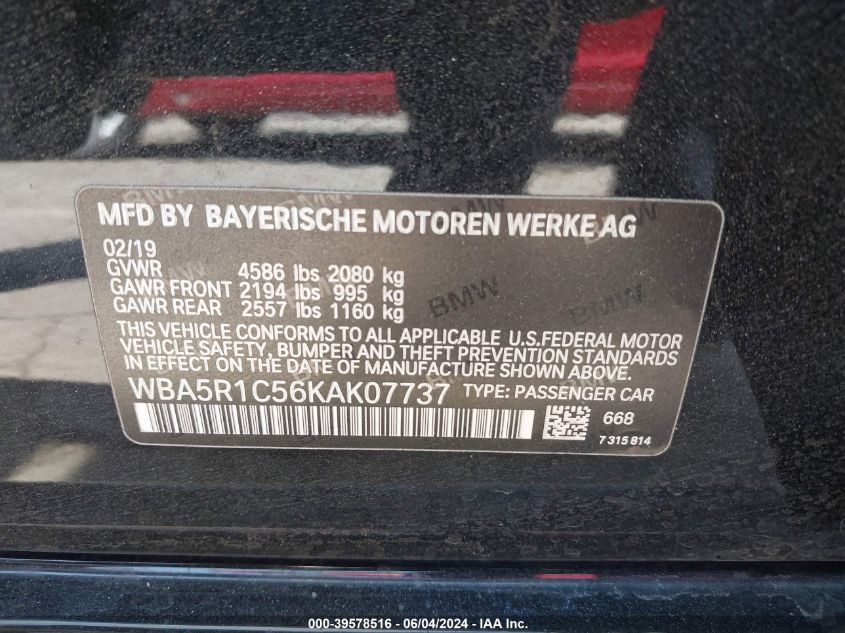 MFD BY BAYERISCHE MOTOREN WERKE AG
02/19
GVWR 4586 lbs 2080 kg
GAWR FRONT 2194 lbs 995 kg
GAWR REAR 2557 lbs 1160 kg
THIS VEHICLE CONFORMS TO ALL APPLICABLE U.S.FEDERAL MOTOR
VEHICLE SAFETY, BUMPER AND THEFT PREVENTION STANDARDS
IN EFFECT ON THE DATE OF MANUFACTURE SHOWN ABOVE.
WBA5R1C56KAK07737 TYPE: PASSENGER CAR
668
7315814
000-39578516 | 06/04/2024 - IAA Inc.